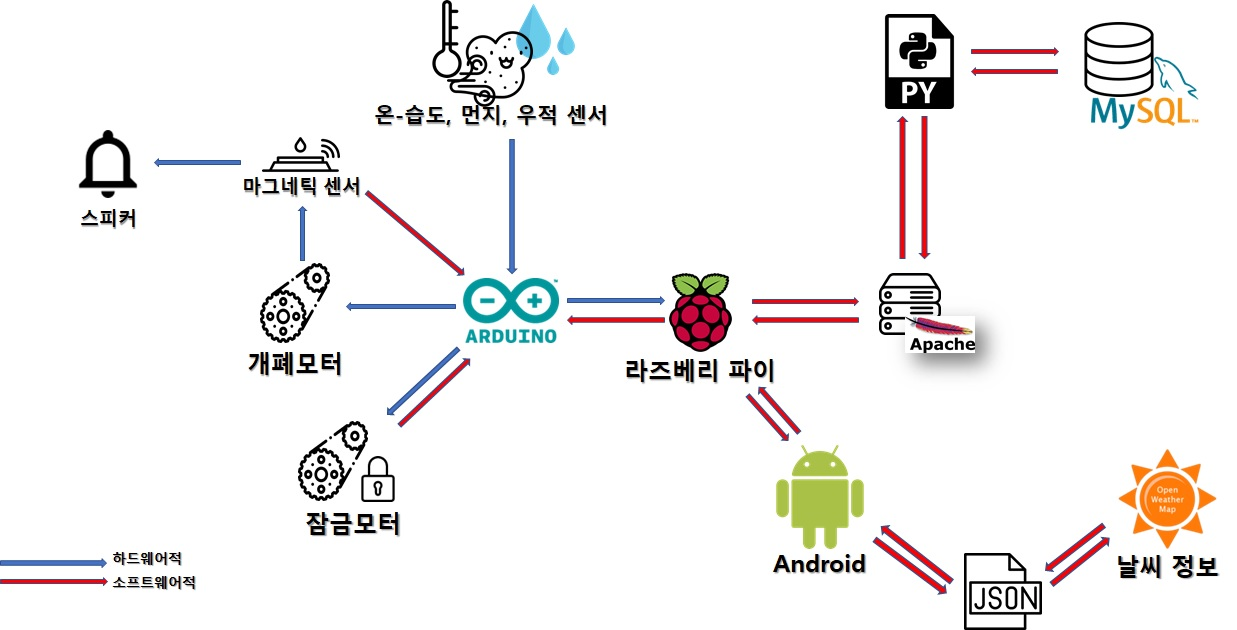 온-습도, 먼지, 우적 센서
PY
MySQL™
마그네틱 센서
스피커
ARDUINO
™
개폐모터
라즈베리 파이
Apache
잠금모터
Android
Open
Weather
Map
날씨 정보
JSON
하드웨어적
소프트웨어적